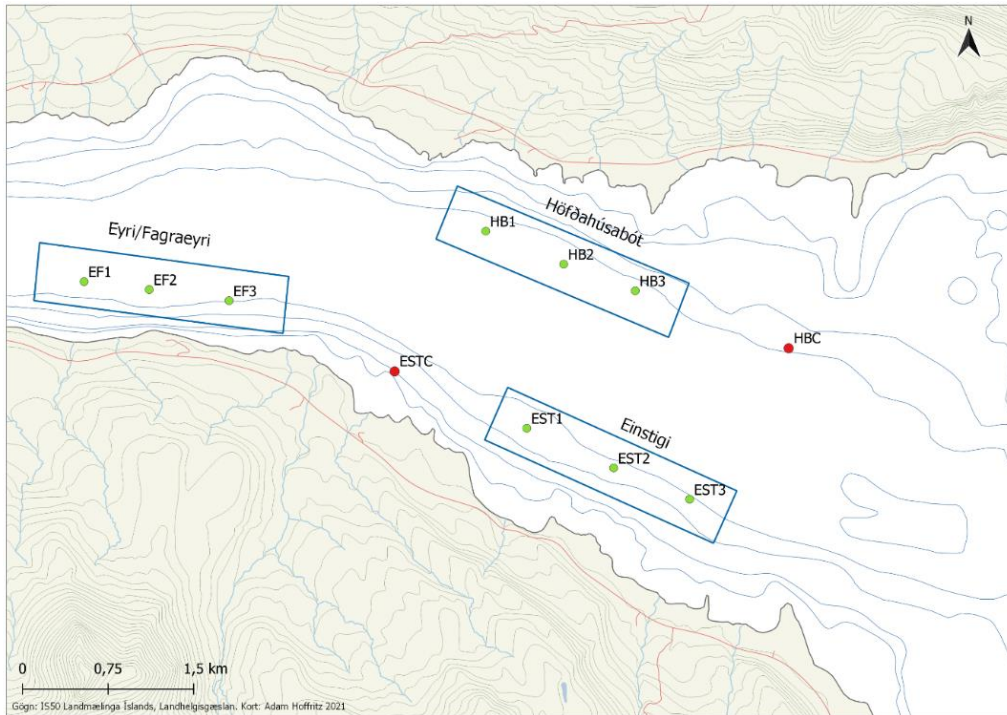 N
Höfðahúsabót
Eyri/Fagraeyri
HB1
HB2
HB3
EF1
EF2
EF3
HBC
ESTC
EST1
Einstigi
EST2
EST3
0 0,75 1,5 km
Gögn: IS50 Landmælinga Íslands, Landhelgisgæslan. Kort: Adam Hoffritz 2021